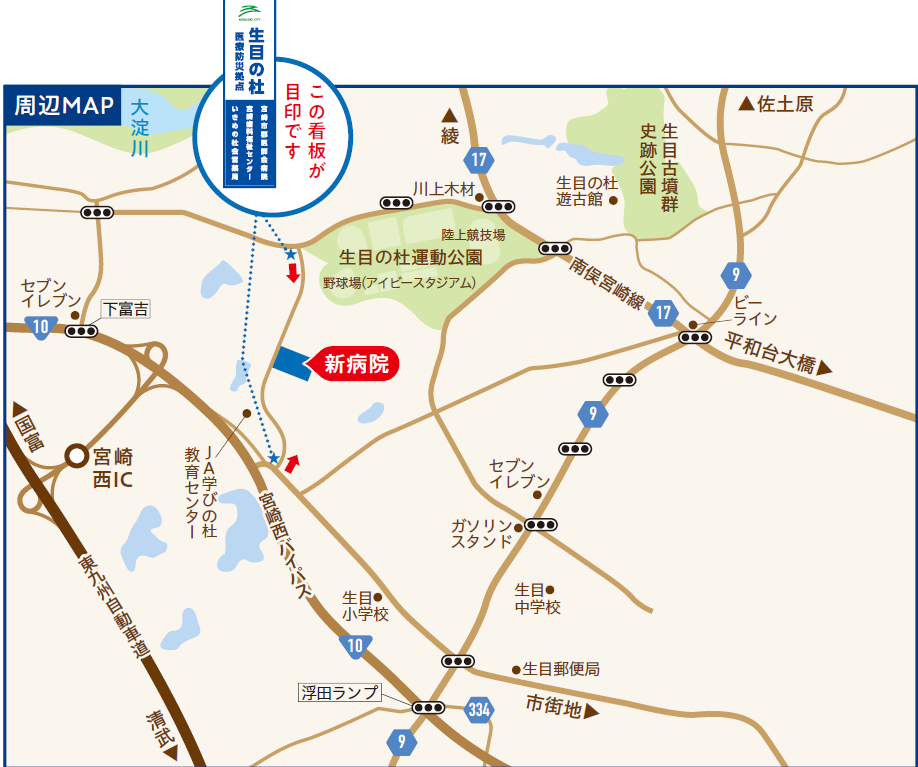 MIYAZAKI CITY
生目の杜
医療防災拠点
宮崎市郡医師会病院
宮崎歯科福祉センター
いきめの杜会営薬局
この看板が
目印です
周辺MAP
大淀川
▲綾
▲佐土原
17
川上木材
生目の杜
遊古館
生目古墳群
史跡公園
陸上競技場
生目の杜運動公園
野球場(アイビースタジアム)
南俣宮崎線
17
9
ビー
ライン
平和台大橋▶
セブン
イレブン
10
下富吉
新病院
9
▲国富
宮崎
西IC
JA学びの杜
教育センター
セブン
イレブン
ガソリン
スタンド
宮崎西バイパス
東九州自動車道
生目
小学校
生目
中学校
10
生目郵便局
浮田ランプ
334
市街地▶
9
清武▼